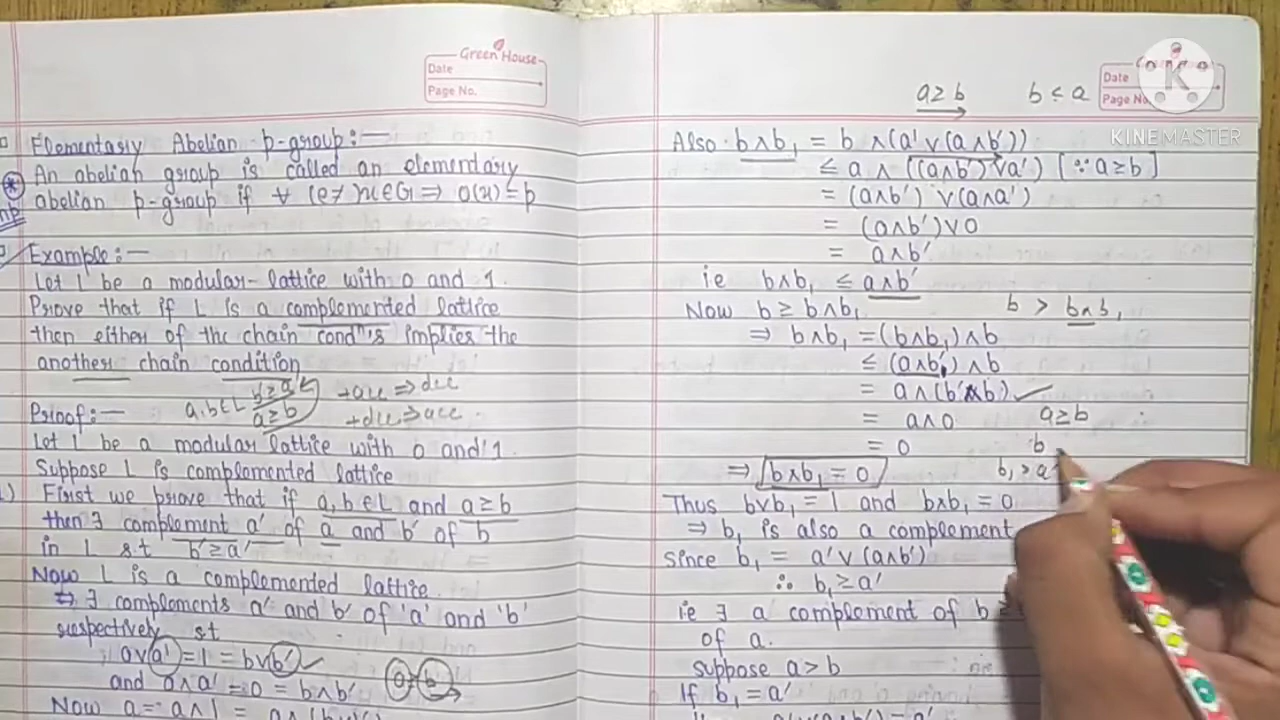 Green House
Date
Page No.
Elementary Abelian p-group:—
An abelian group is called an elementary
abelian p-group if ∀ (e≠)x∈G ⇒ o(x)=p
Example:—
Let L be a modular-lattice with 0 and 1.
Prove that if L is a complemented lattice
then either of the chain condⁿ's implies the
another chain condition
a,b∈L b'≥a' a≥b
→acc ⇒ dcc
→dcc ⇒ acc
Proof:—
Let L be a modular lattice with 0 and 1.
Suppose L is complemented lattice
First we prove that if a,b∈L and a≥b
then ∃ complement a' of a and b' of b
in L st b'≥a'
Now L is a complemented lattice.
⇒ ∃ complements a' and b' of 'a' and 'b'
respectively st
a∨a' = 1 = b∨b' ✓
and a∧a' = 0 = b∧b'
Now a = a∧1 =
Date
Page No.
KINEMASTER
a≥b b≤a
Also b∧b₁ = b∧(a'∨(a∧b'))
≤ a∧((a∧b')∨a') [∵a≥b]
= (a∧b')∨(a∧a')
= (a∧b')∨0
= a∧b'
ie b∧b₁ ≤ a∧b'
Now b ≥ b∧b₁ b > b∧b₁
⇒ b∧b₁ = (b∧b₁)∧b
≤ (a∧b')∧b
= a∧(b'∧b) ✓
= a∧0 a≥b
= 0 b
⇒ b∧b₁ = 0 b₁ > a
Thus b∨b₁ = 1 and b∧b₁ = 0
⇒ b₁ is also a complement
Since b₁ = a'∨(a∧b')
∴ b₁≥a'
ie ∃ a complement of b ≥
of a.
suppose a>b
If b₁ = a'